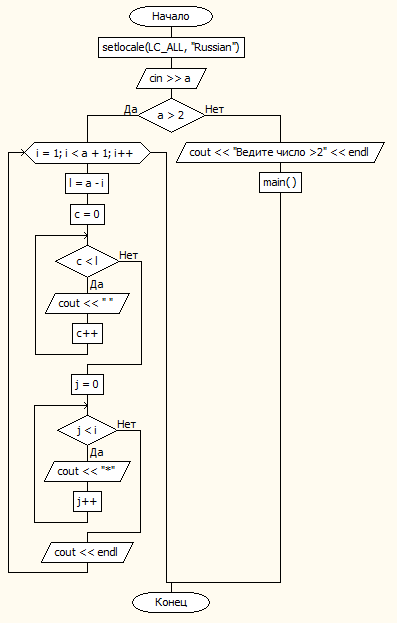 Начало
setlocale(LC_ALL, "Russian")
cin >> a
a > 2
Да
Нет
i = 1; i < a + 1; i++
cout << "Ведите число >2" << endl
l = a - i
main( )
c = 0
c < l
Нет
Да
cout << " "
c++
j = 0
j < i
Нет
Да
cout << "*"
j++
cout << endl
Конец